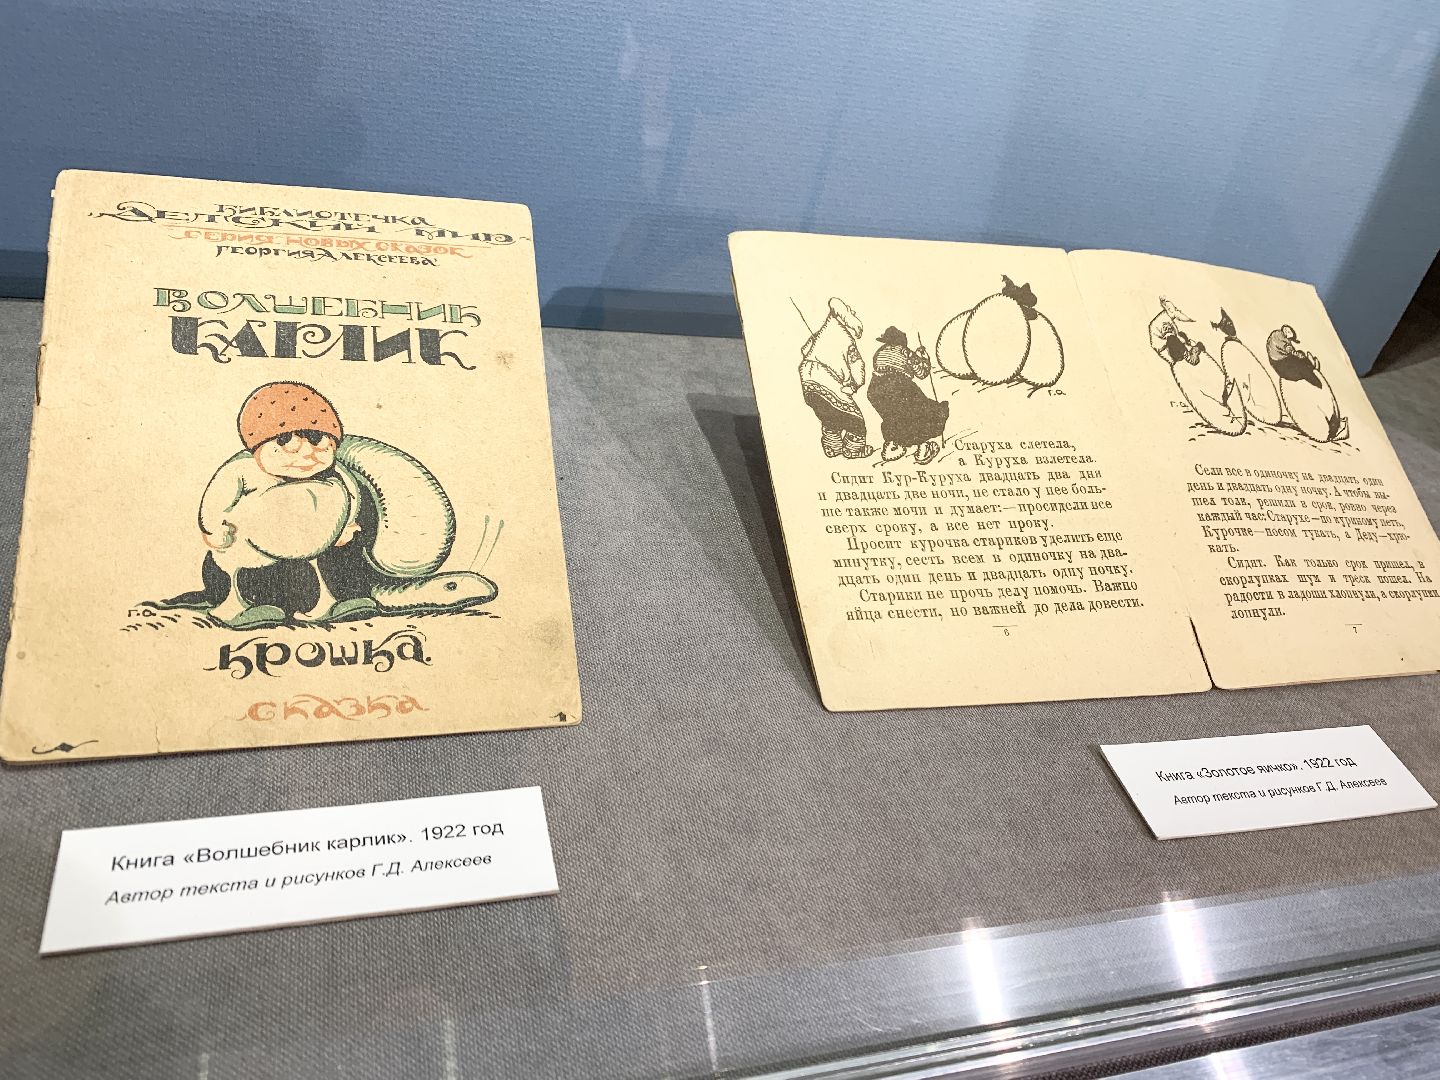 БИБЛИОТЕЧКА
ДЕТСКИЙ МИР
СЕРИЯ НОВЫХ СКАЗОК
ГЕОРГИЯ АЛЕКСЕЕВА
ВОЛШЕБНИК
КАРЛИК
Г.А.
КРОШКА.
СКАЗКА
Книга «Волшебник карлик». 1922 год
Автор текста и рисунков Г.Д. Алексеев
Г.А.
Старуха слетела,
а Куруха взлетела.
Сидит Кур-Куруха двадцать два дня
и двадцать две ночи, не стало у нее боль-
ше также мочи и думает:—просидели все
сверх сроку, а все нет проку.
Просит курочка стариков уделить еще
минутку, сесть всем в одиночку на два-
дцать один день и двадцать одну ночку.
Старики не прочь делу помочь. Важно
яйца снести, но важней до дела довести.
6
Г.А.
Сели все в одиночку на двадцать один
день и двадцать одну ночку. А чтобы вы-
шел толк, решили в срок, ровно через
каждый час: Старухе—по куриному петь,
Курочке—носом тукать, а Деду—хрю-
кать.
Сидят. Как только срок пришел, в
скорлупках шум и треск пошел. На
радости в ладоши хлопнули, а скорлупки
лопнули.
7
Книга «Золотое яичко». 1922 год
Автор текста и рисунков Г.Д. Алексеев